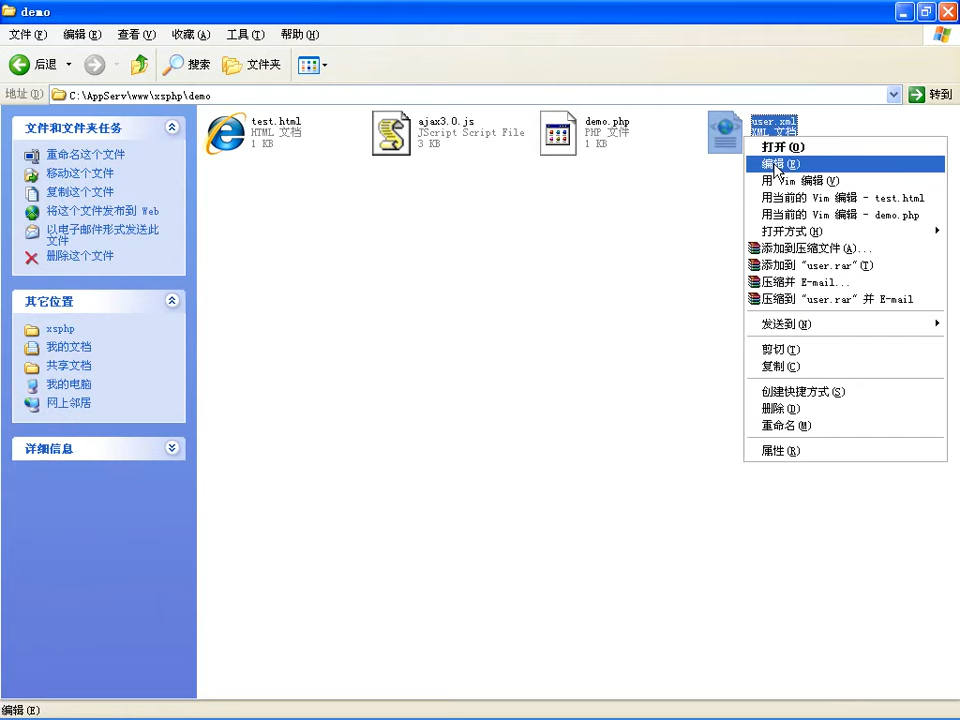 demo
文件(F) 编辑(E) 查看(V) 收藏(A) 工具(T) 帮助(H)
后退 搜索 文件夹
地址(D) C:\AppServ\www\xsphp\demo 转到
文件和文件夹任务
重命名这个文件
移动这个文件
复制这个文件
将这个文件发布到 Web
以电子邮件形式发送此
文件
删除这个文件
其它位置
xsphp
我的文档
共享文档
我的电脑
网上邻居
详细信息
test.html
HTML 文档
1 KB
ajax3.0.js
JScript Script File
3 KB
demo.php
PHP 文件
1 KB
user.xml
XML 文档
打开(O)
编辑(E)
用 Vim 编辑(V)
用当前的 Vim 编辑 - test.html
用当前的 Vim 编辑 - demo.php
打开方式(H)
添加到压缩文件(A)...
添加到 "user.rar"(T)
压缩并 E-mail...
压缩到 "user.rar" 并 E-mail
发送到(N)
剪切(T)
复制(C)
创建快捷方式(S)
删除(D)
重命名(M)
属性(R)
编辑(E)